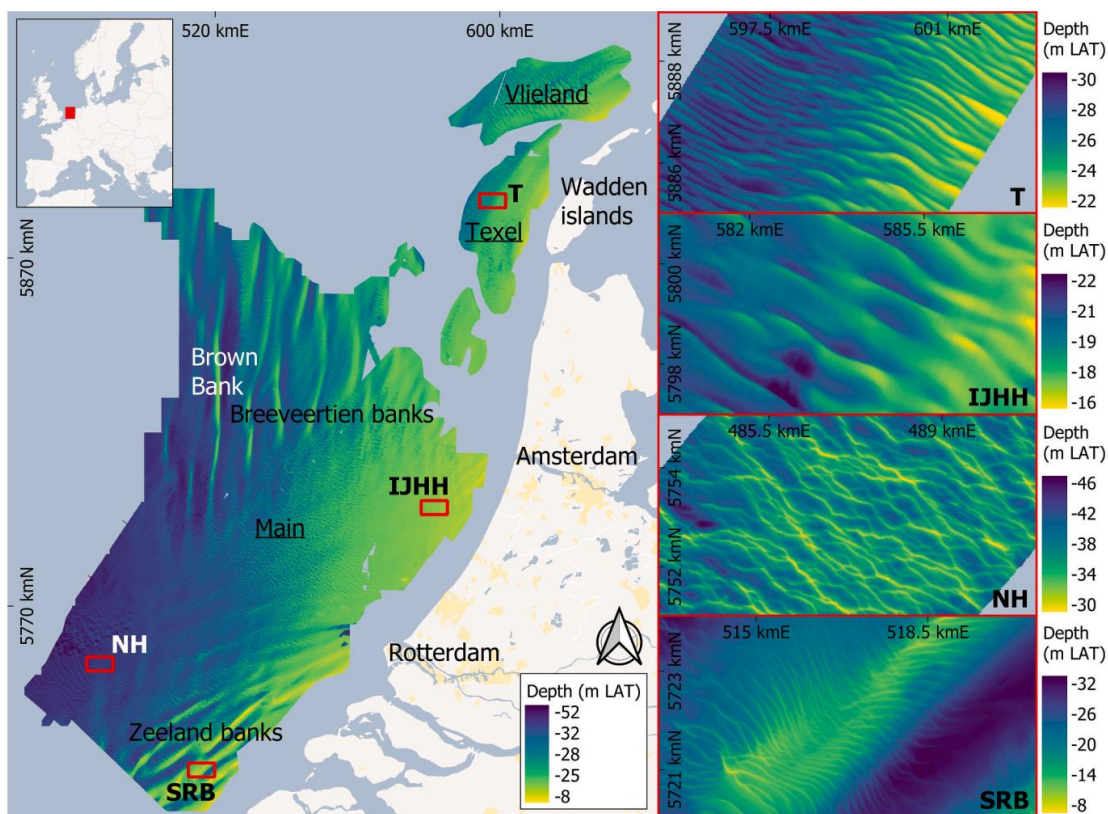 520 kmE
600 kmE
5870 kmN
5770 kmN
Vlieland
T
Texel
Wadden
islands
Brown
Bank
Breeveertien banks
IJHH
Amsterdam
Main
NH
Rotterdam
Zeeland banks
SRB
Depth (m LAT)
-52
-32
-28
-25
-8
597.5 kmE
601 kmE
5888 kmN
5886 kmN
T
Depth
(m LAT)
-30
-28
-26
-24
-22
582 kmE
585.5 kmE
5800 kmN
5798 kmN
IJHH
Depth
(m LAT)
-22
-21
-19
-18
-16
485.5 kmE
489 kmE
5754 kmN
5752 kmN
NH
Depth
(m LAT)
-46
-42
-38
-34
-30
515 kmE
518.5 kmE
5723 kmN
5721 kmN
SRB
Depth
(m LAT)
-32
-26
-20
-14
-8